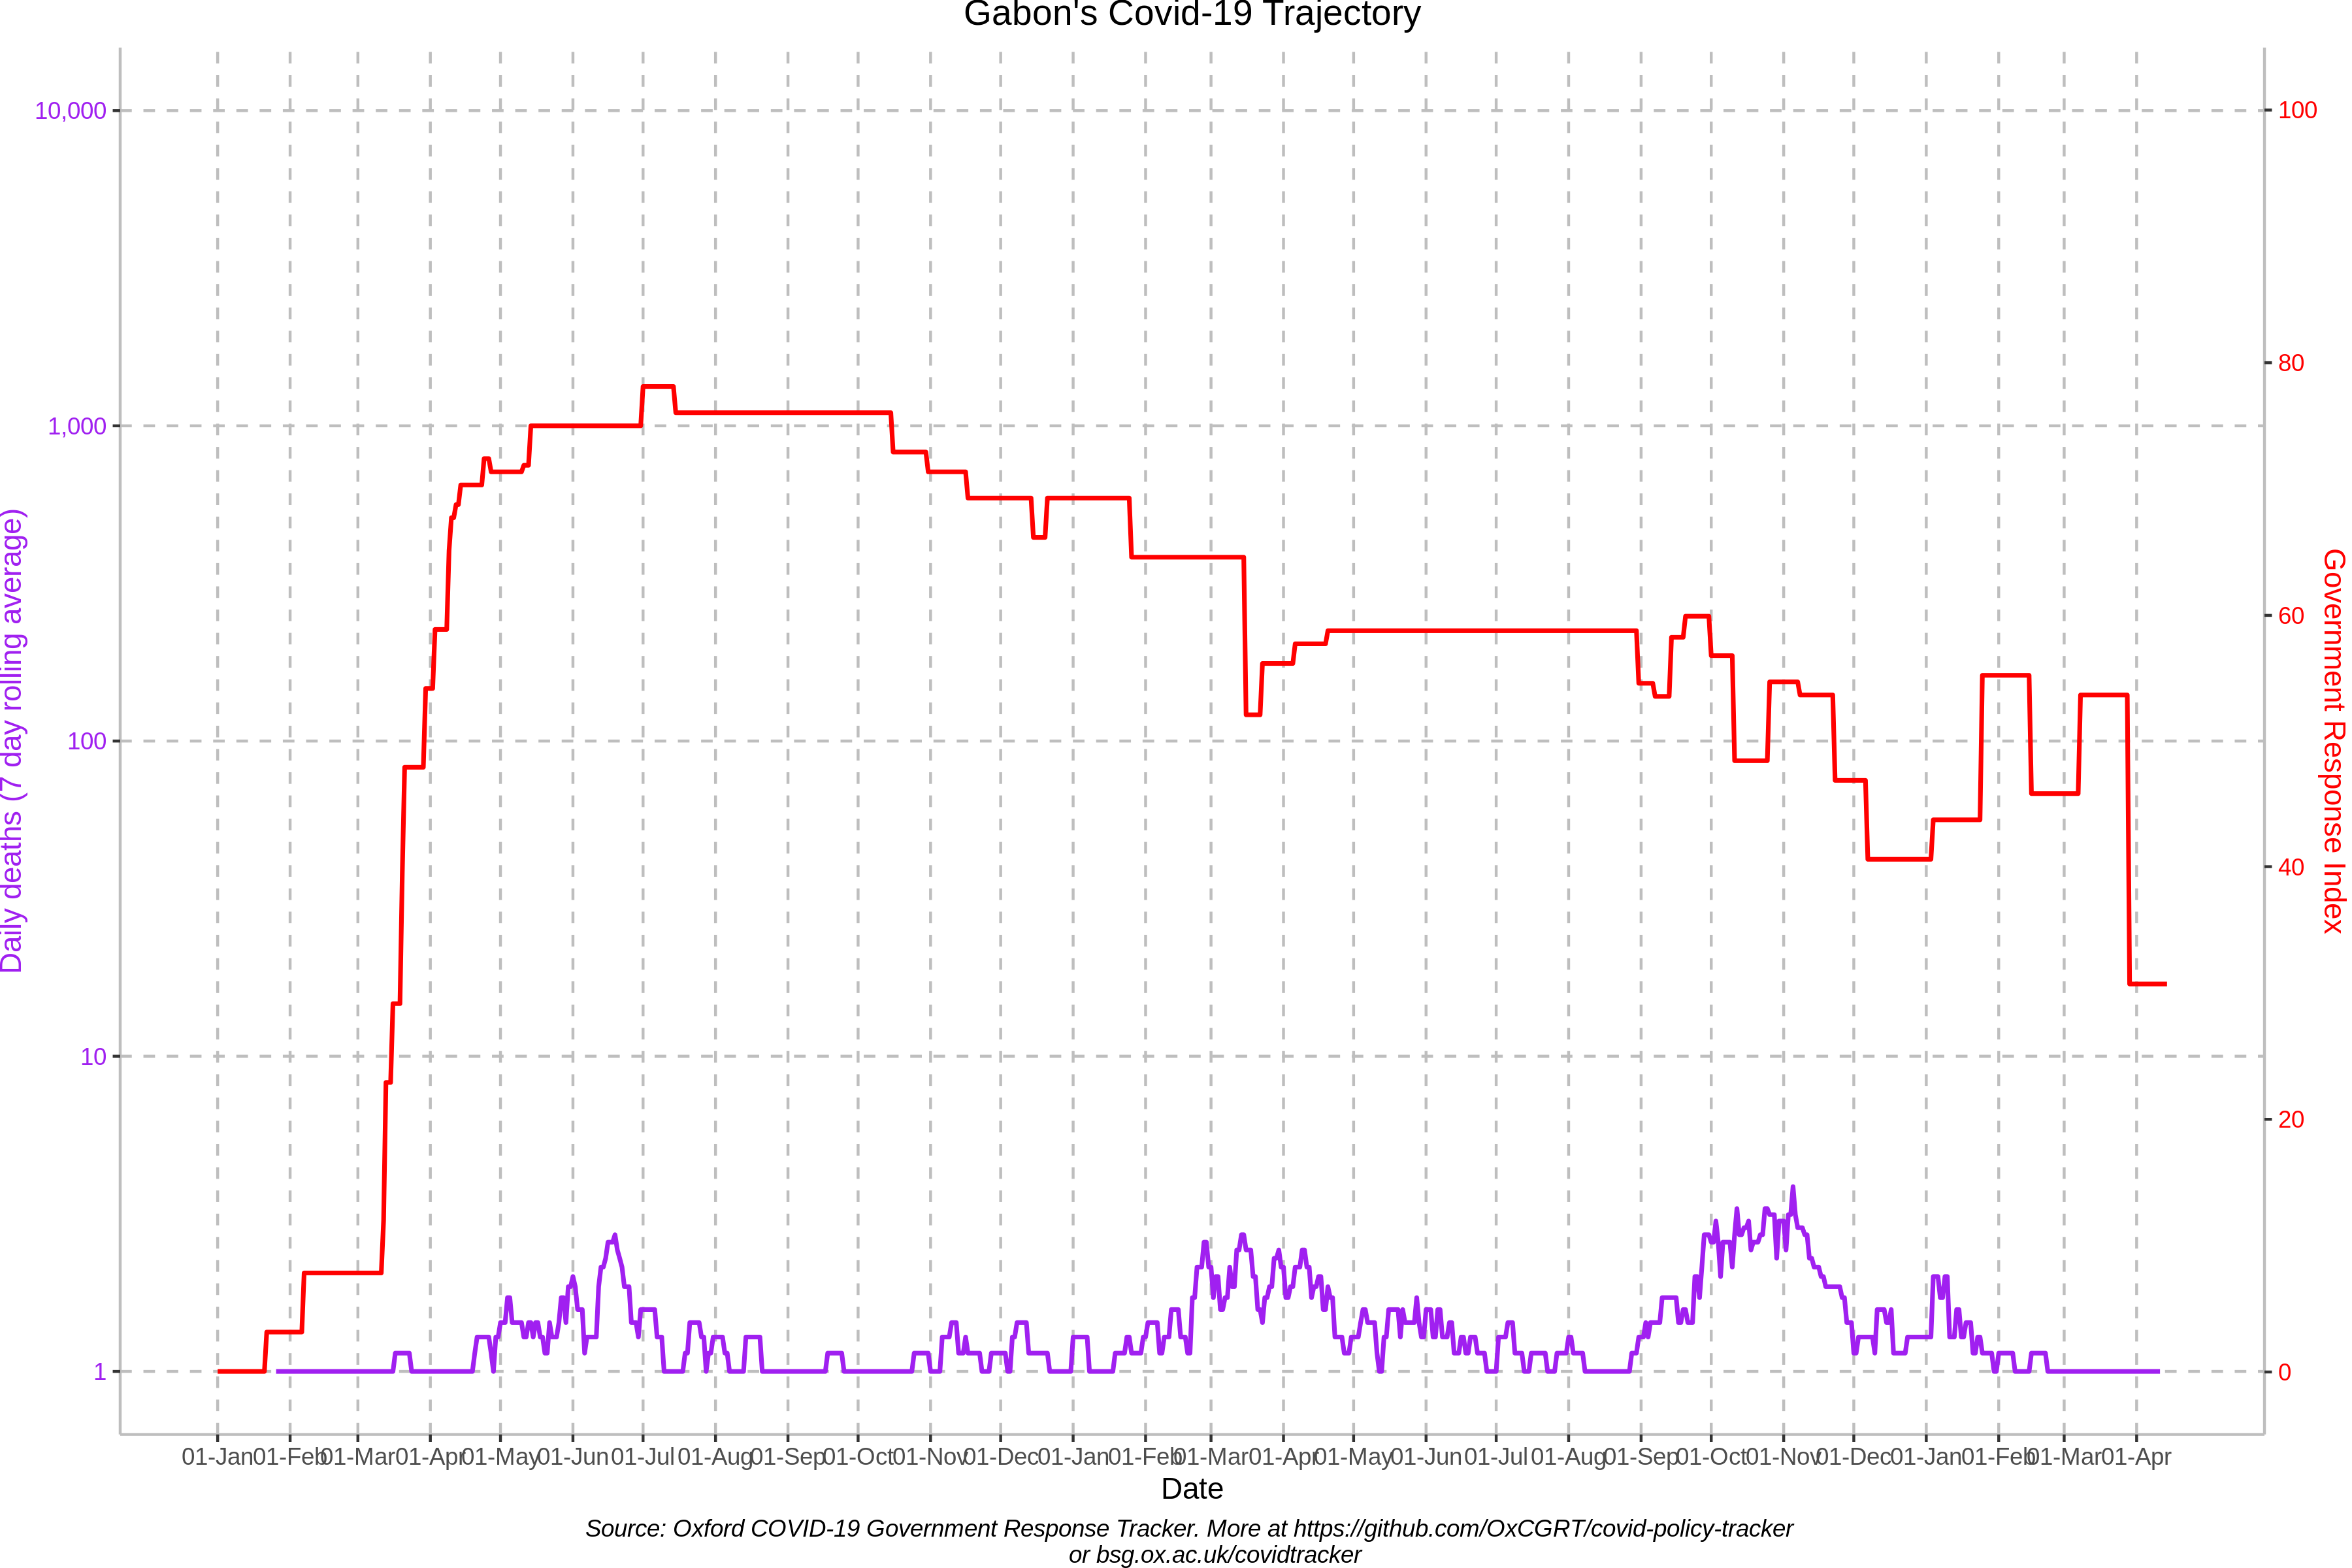 Gabon's Covid-19 Trajectory
10,000
1,000
100
10
1
Daily deaths (7 day rolling average)
100
80
60
40
20
0
Government Response Index
01-Jan 01-Feb 01-Mar 01-Apr 01-May 01-Jun 01-Jul 01-Aug 01-Sep 01-Oct 01-Nov 01-Dec 01-Jan 01-Feb 01-Mar 01-Apr 01-May 01-Jun 01-Jul 01-Aug 01-Sep 01-Oct 01-Nov 01-Dec 01-Jan 01-Feb 01-Mar 01-Apr
Date
Source: Oxford COVID-19 Government Response Tracker. More at https://github.com/OxCGRT/covid-policy-tracker
or bsg.ox.ac.uk/covidtracker